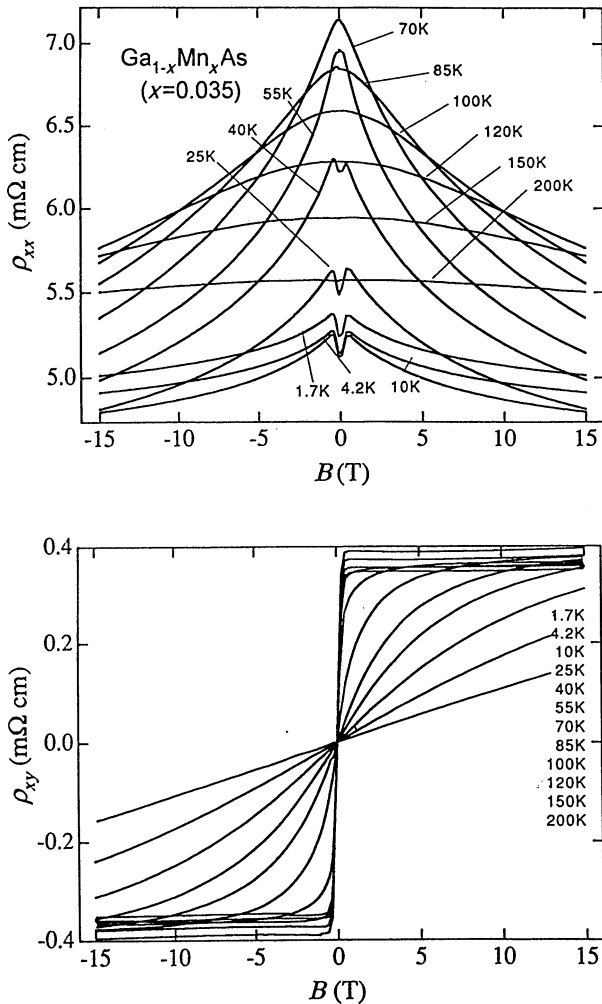 7.0
6.5
6.0
5.5
5.0
ρxx (mΩ cm)
Ga1-xMnxAs
(x=0.035)
70K
85K
55K
100K
40K
120K
25K
150K
200K
1.7K
4.2K
10K
-15
-10
-5
0
5
10
15
B (T)
0.4
0.2
0.0
-0.2
-0.4
ρxy (mΩ cm)
1.7K
4.2K
10K
25K
40K
55K
70K
85K
100K
120K
150K
200K
-15
-10
-5
0
5
10
15
B (T)